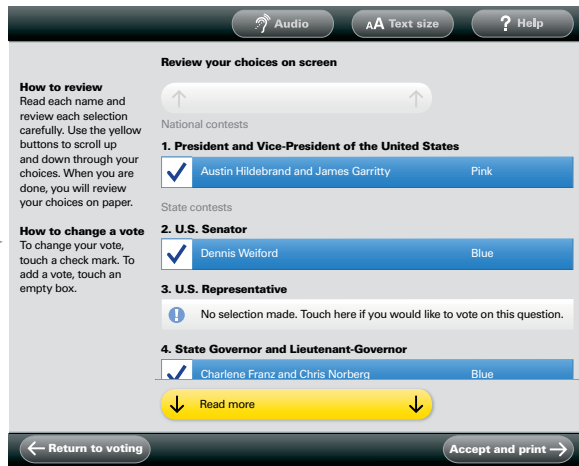 Audio
AA Text size
? Help
Review your choices on screen
How to review
Read each name and
review each selection
carefully. Use the yellow
buttons to scroll up
and down through your
choices. When you are
done, you will review
your choices on paper.
How to change a vote
To change your vote,
touch a check mark. To
add a vote, touch an
empty box.
National contests
1. President and Vice-President of the United States
Austin Hildebrand and James Garritty Pink
State contests
2. U.S. Senator
Dennis Weiford Blue
3. U.S. Representative
No selection made. Touch here if you would like to vote on this question.
4. State Governor and Lieutenant-Governor
Charlene Franz and Chris Norberg Blue
Read more
Return to voting
Accept and print